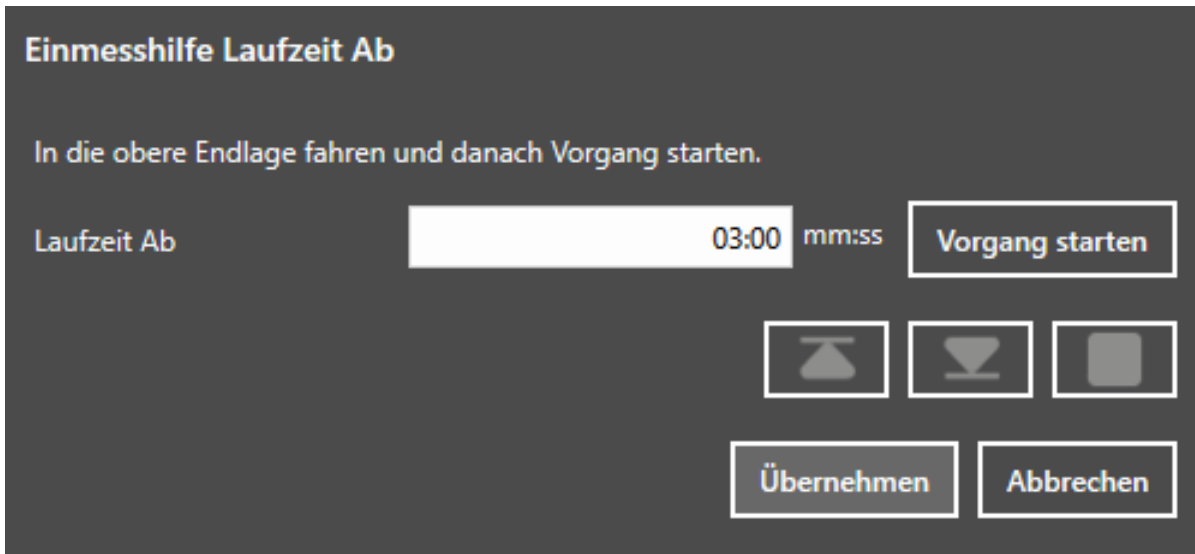 Einmesshilfe Laufzeit Ab
In die obere Endlage fahren und danach Vorgang starten.
Laufzeit Ab 03:00 mm:ss Vorgang starten
Übernehmen Abbrechen